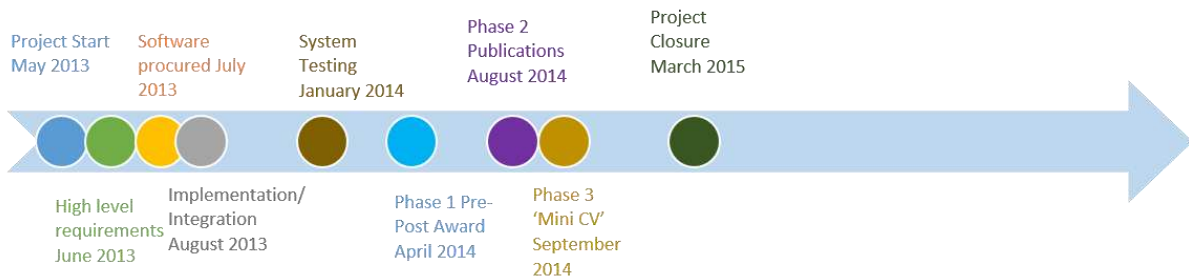 Project Start
May 2013
Software
procured July
2013
System
Testing
January 2014
Phase 2
Publications
August 2014
Project
Closure
March 2015
High level
requirements
June 2013
Implementation/
Integration
August 2013
Phase 1 Pre-
Post Award
April 2014
Phase 3
‘Mini CV’
September
2014